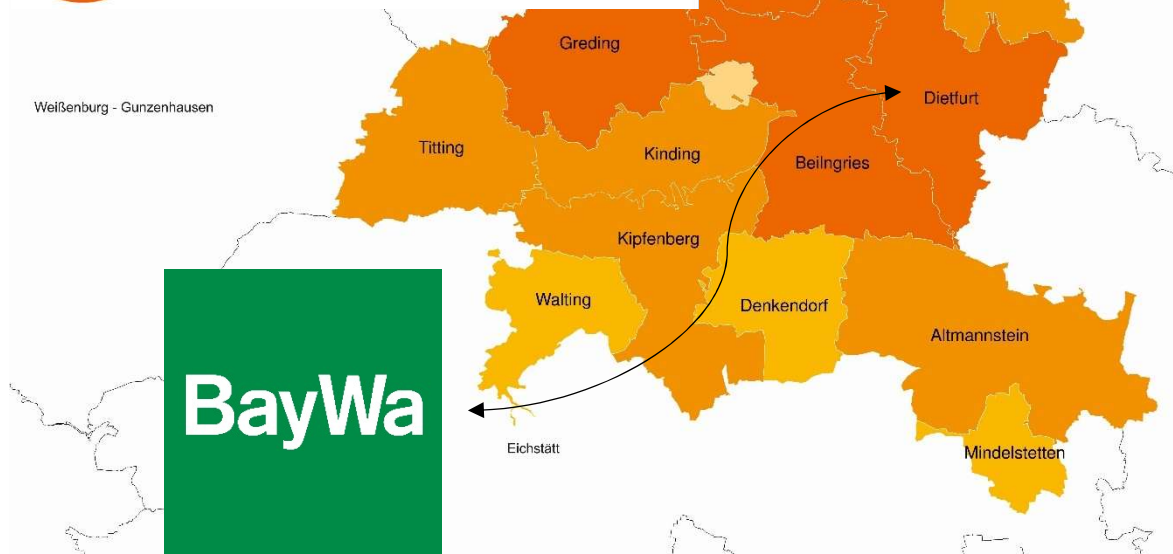 Greding
Dietfurt
Weißenburg - Gunzenhausen
Titting
Kinding
Beilngries
Kipfenberg
Walting
Denkendorf
Altmannstein
BayWa
Eichstätt
Mindelstetten